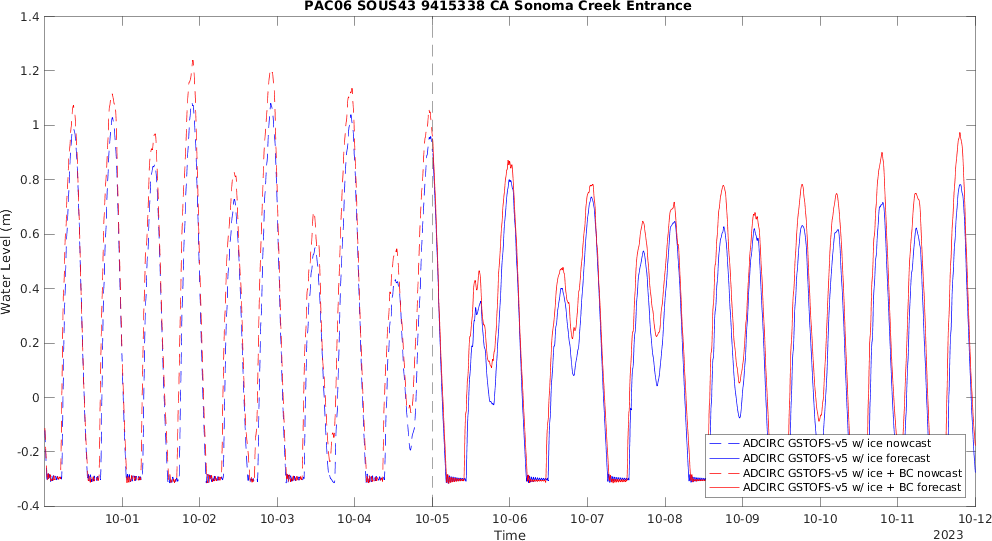 PAC06 SOUS43 9415338 CA Sonoma Creek Entrance
1.4
1.2
1
0.8
0.6
0.4
0.2
0
-0.2
-0.4
Water Level (m)
10-01 10-02 10-03 10-04 10-05 10-06 10-07 10-08 10-09 10-10 10-11 10-12
Time
2023
ADCIRC GSTOFS-v5 w/ ice nowcast
ADCIRC GSTOFS-v5 w/ ice forecast
ADCIRC GSTOFS-v5 w/ ice + BC nowcast
ADCIRC GSTOFS-v5 w/ ice + BC forecast